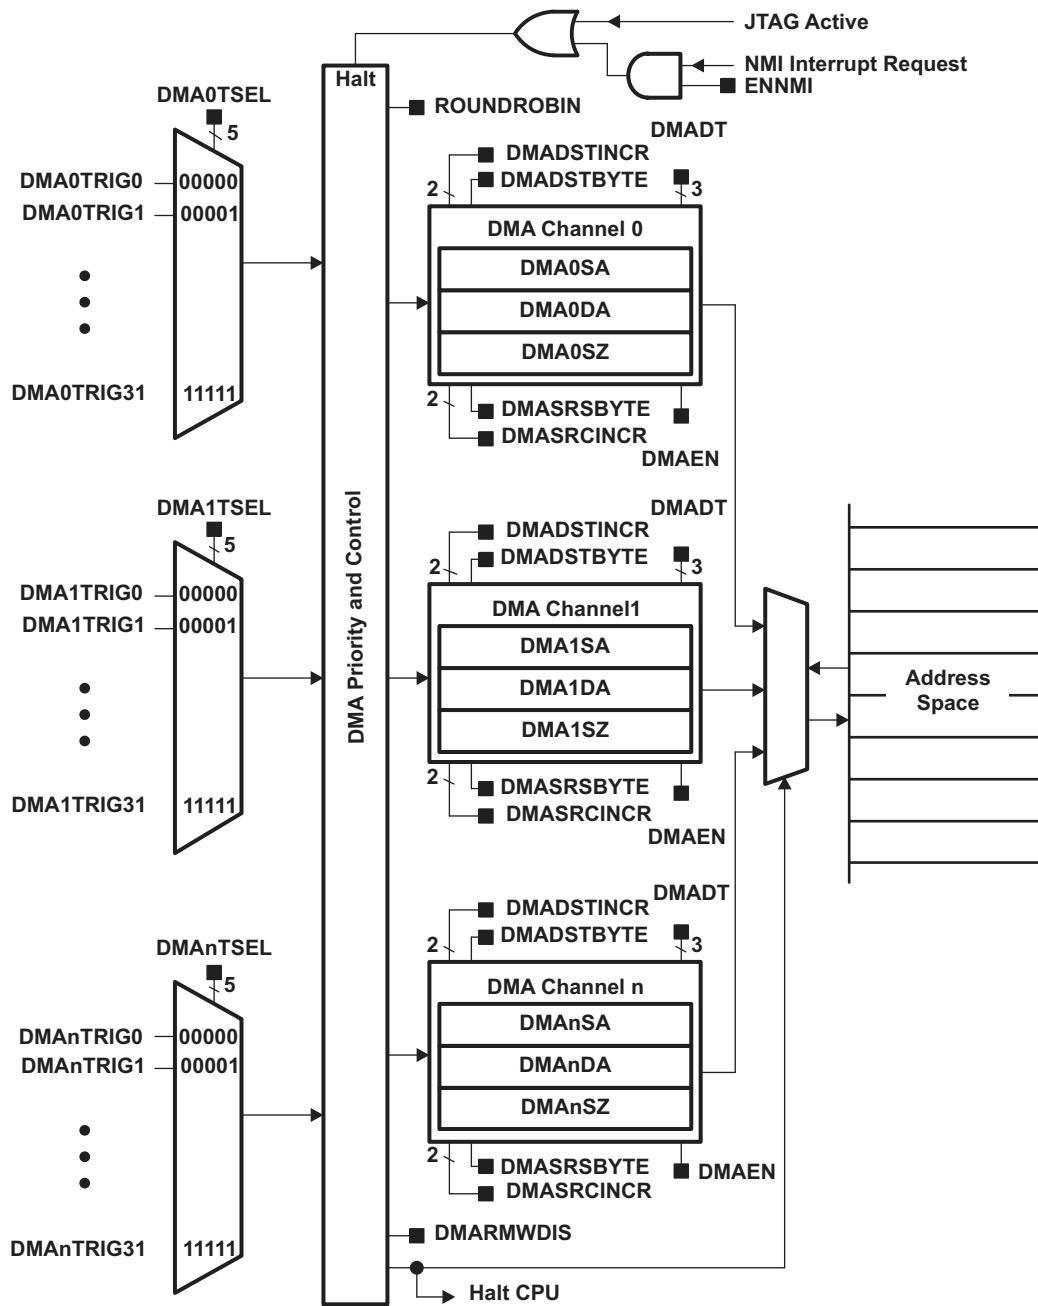 JTAG Active
NMI Interrupt Request
ENNMI
Halt
DMA Priority and Control
ROUNDROBIN
DMA0TSEL
5
DMA0TRIG0
00000
DMA0TRIG1
00001
DMA0TRIG31
11111
DMADT
DMADSTINCR
2
DMADSTBYTE
3
DMA Channel 0
DMA0SA
DMA0DA
DMA0SZ
2
DMASRSBYTE
DMASRCINCR
DMAEN
DMA1TSEL
5
DMA1TRIG0
00000
DMA1TRIG1
00001
DMA1TRIG31
11111
DMADT
DMADSTINCR
2
DMADSTBYTE
3
DMA Channel1
DMA1SA
DMA1DA
DMA1SZ
2
DMASRSBYTE
DMASRCINCR
DMAEN
Address
Space
DMAnTSEL
5
DMAnTRIG0
00000
DMAnTRIG1
00001
DMAnTRIG31
11111
DMADT
DMADSTINCR
2
DMADSTBYTE
3
DMA Channel n
DMAnSA
DMAnDA
DMAnSZ
2
DMASRSBYTE
DMASRCINCR
DMAEN
DMARMWDIS
Halt CPU